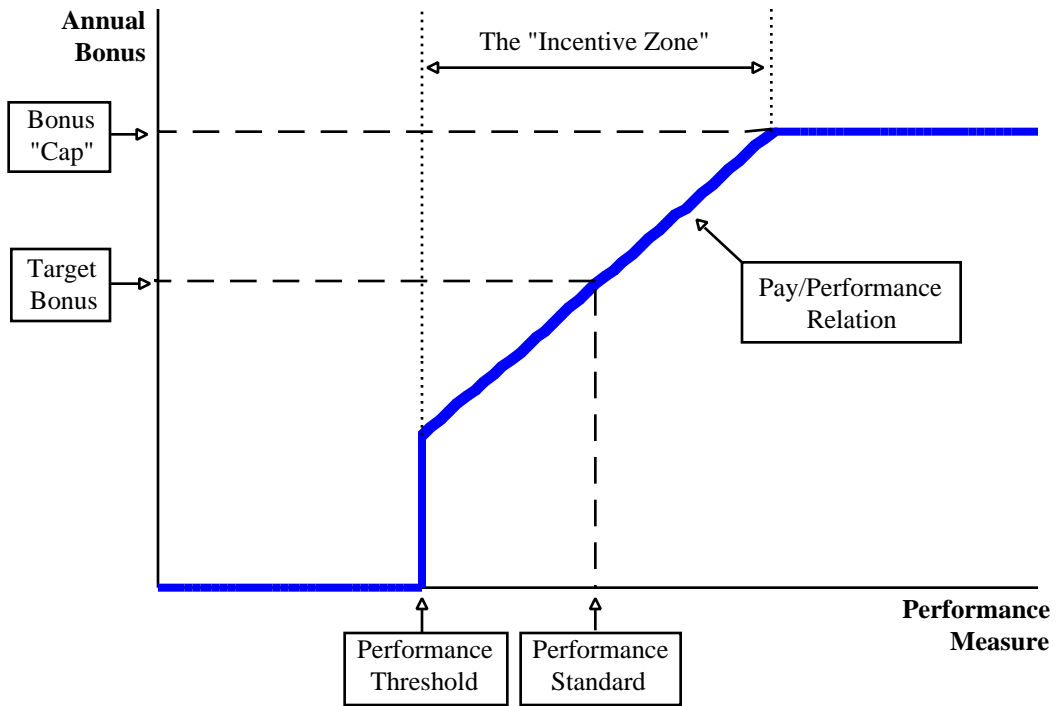 Annual
Bonus
The "Incentive Zone"
Bonus
"Cap"
Target
Bonus
Pay/Performance
Relation
Performance
Measure
Performance
Threshold
Performance
Standard